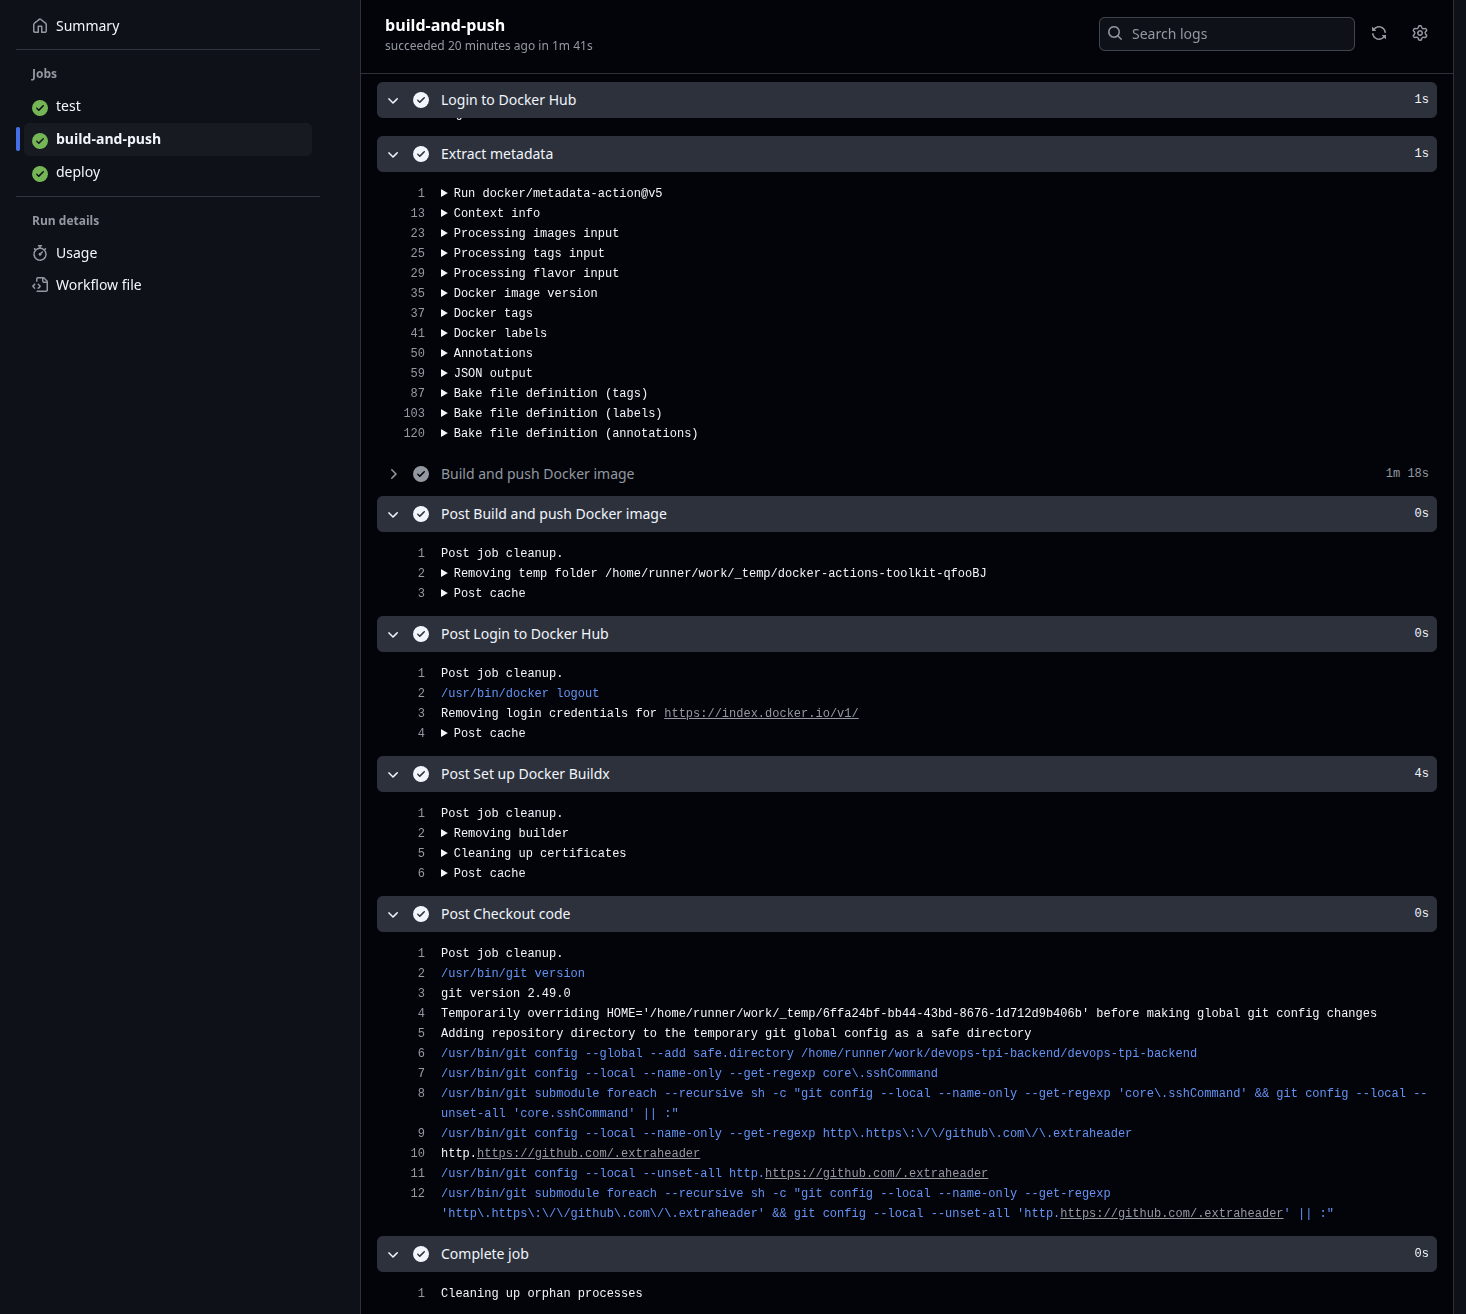 Summary
Jobs
test
build-and-push
deploy
Run details
Usage
Workflow file
build-and-push
succeeded 20 minutes ago in 1m 41s
Search logs
Login to Docker Hub 1s
Extract metadata 1s
1 Run docker/metadata-action@v5
13 Context info
23 Processing images input
25 Processing tags input
29 Processing flavor input
35 Docker image version
37 Docker tags
41 Docker labels
50 Annotations
59 JSON output
87 Bake file definition (tags)
103 Bake file definition (labels)
120 Bake file definition (annotations)
Build and push Docker image 1m 18s
Post Build and push Docker image 0s
1 Post job cleanup.
2 Removing temp folder /home/runner/work/_temp/docker-actions-toolkit-qfooBJ
3 Post cache
Post Login to Docker Hub 0s
1 Post job cleanup.
2 /usr/bin/docker logout
3 Removing login credentials for https://index.docker.io/v1/
4 Post cache
Post Set up Docker Buildx 4s
1 Post job cleanup.
2 Removing builder
5 Cleaning up certificates
6 Post cache
Post Checkout code 0s
1 Post job cleanup.
2 /usr/bin/git version
3 git version 2.49.0
4 Temporarily overriding HOME='/home/runner/work/_temp/6ffa24bf-bb44-43bd-8676-1d712d9b406b' before making global git config changes
5 Adding repository directory to the temporary git global config as a safe directory
6 /usr/bin/git config --global --add safe.directory /home/runner/work/devops-tpi-backend/devops-tpi-backend
7 /usr/bin/git config --local --name-only --get-regexp core\.sshCommand
8 /usr/bin/git submodule foreach --recursive sh -c "git config --local --name-only --get-regexp 'core\.sshCommand' && git config --local --
unset-all 'core.sshCommand' || :"
9 /usr/bin/git config --local --name-only --get-regexp http\.https\:\/\/github\.com\/\.extraheader
10 http.https://github.com/.extraheader
11 /usr/bin/git config --local --unset-all http.https://github.com/.extraheader
12 /usr/bin/git submodule foreach --recursive sh -c "git config --local --name-only --get-regexp
'http\.https\:\/\/github\.com\/\.extraheader' && git config --local --unset-all 'http.https://github.com/.extraheader' || :"
Complete job 0s
1 Cleaning up orphan processes